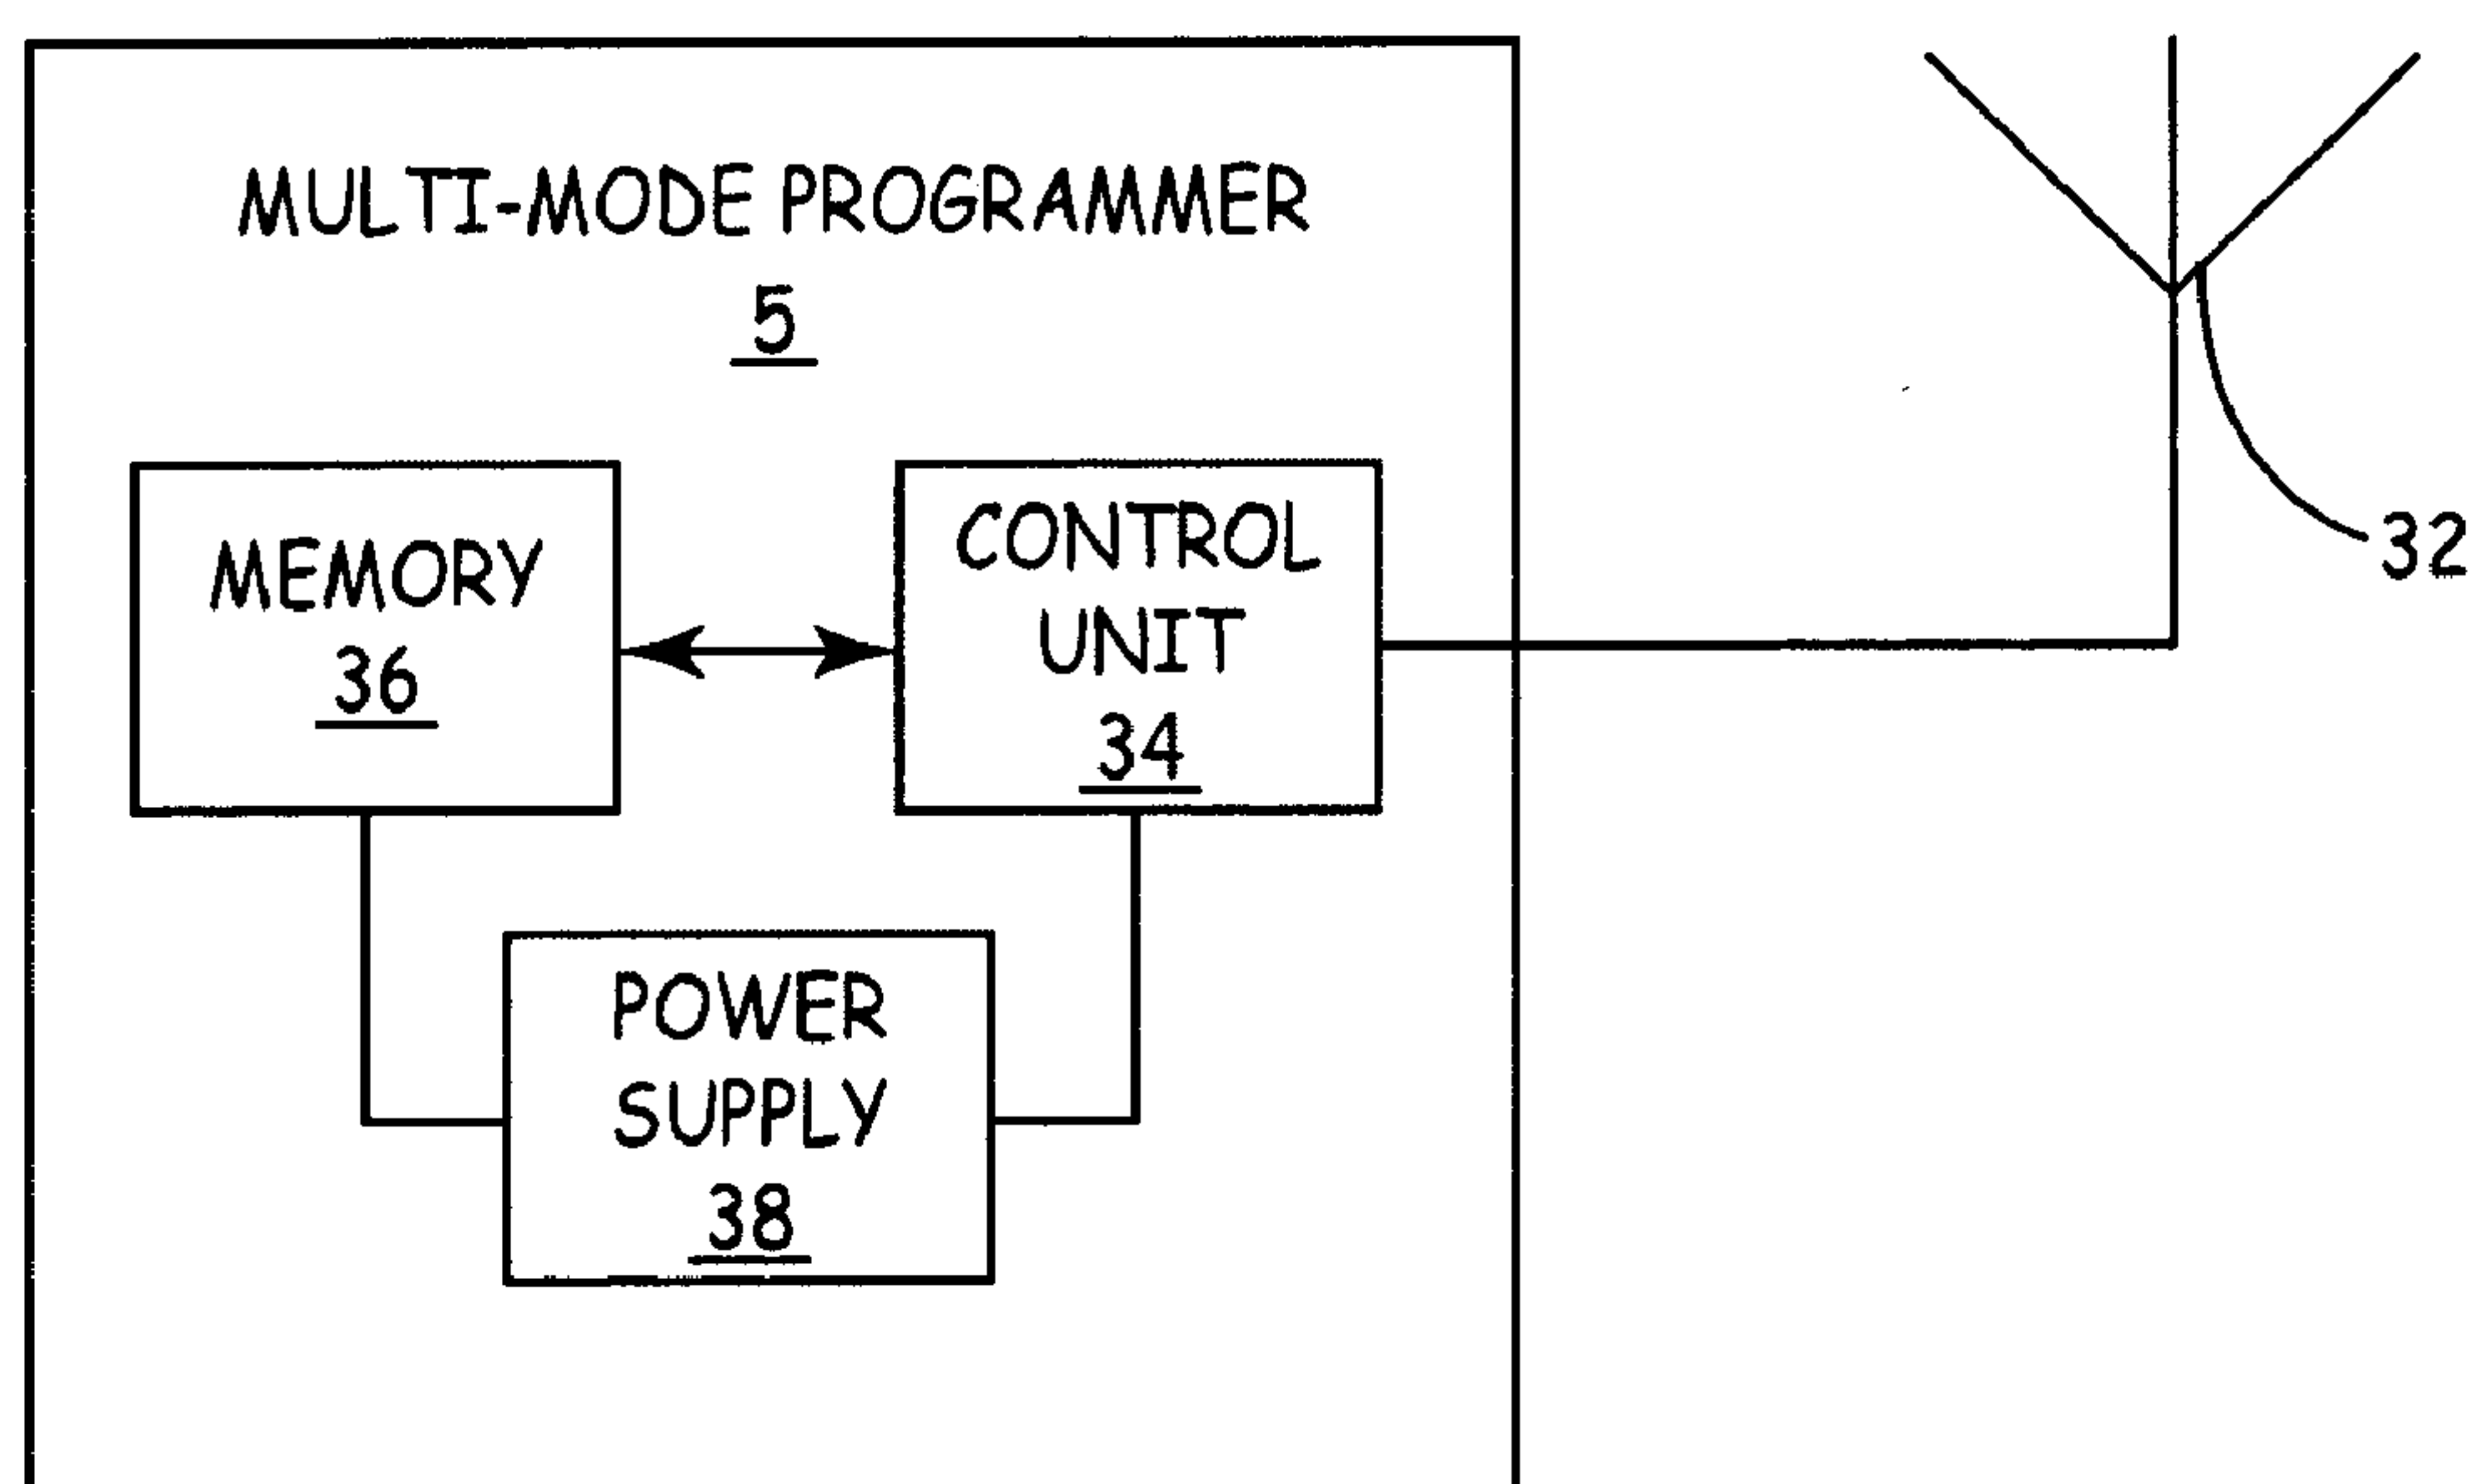 MULTI-MODE PROGRAMMER
5
MEMORY
36
CONTROL
UNIT
34
32
POWER
SUPPLY
38